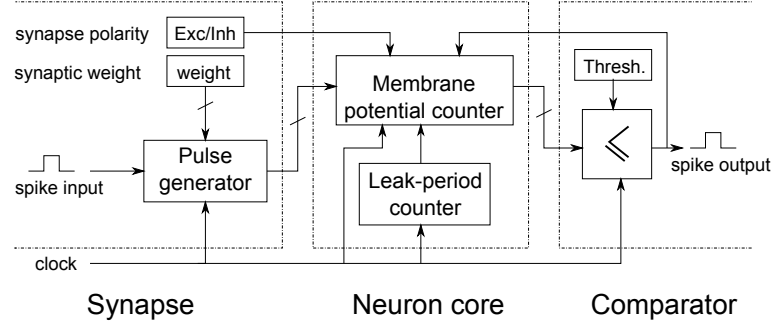 synapse polarity Exc/Inh
synaptic weight weight
Membrane
potential counter
Thresh.
Pulse
generator
spike input
Leak-period
counter
≤
spike output
clock
Synapse
Neuron core
Comparator